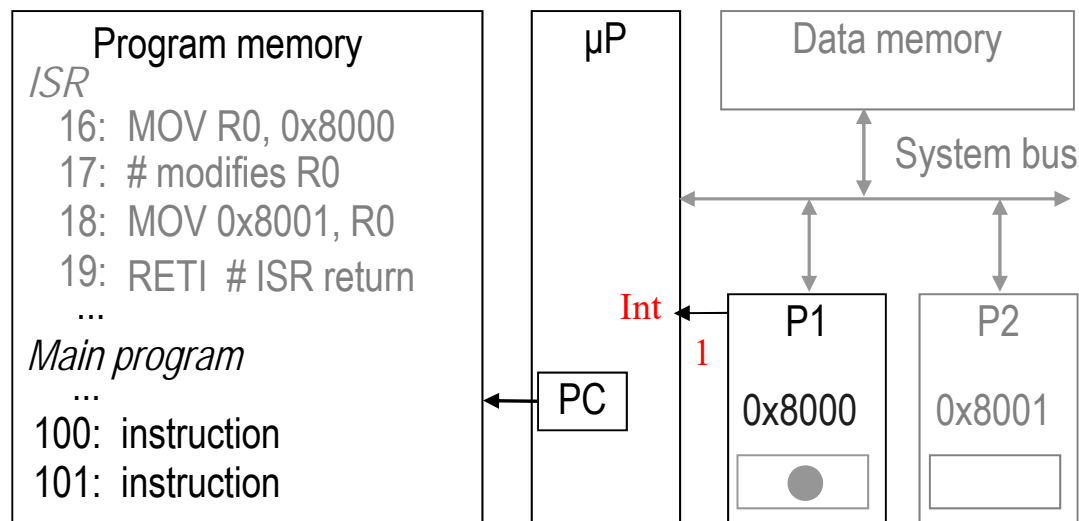 Program memory
ISR
16: MOV R0, 0x8000
17: # modifies R0
18: MOV 0x8001, R0
19: RETI # ISR return
...
Main program
...
100: instruction
101: instruction
µP
PC
Data memory
System bus
Int
1
P1
0x8000
P2
0x8001